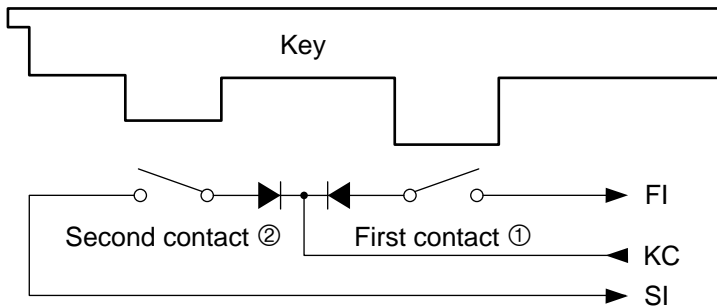 Key
FI
Second contact ②
First contact ①
KC
SI